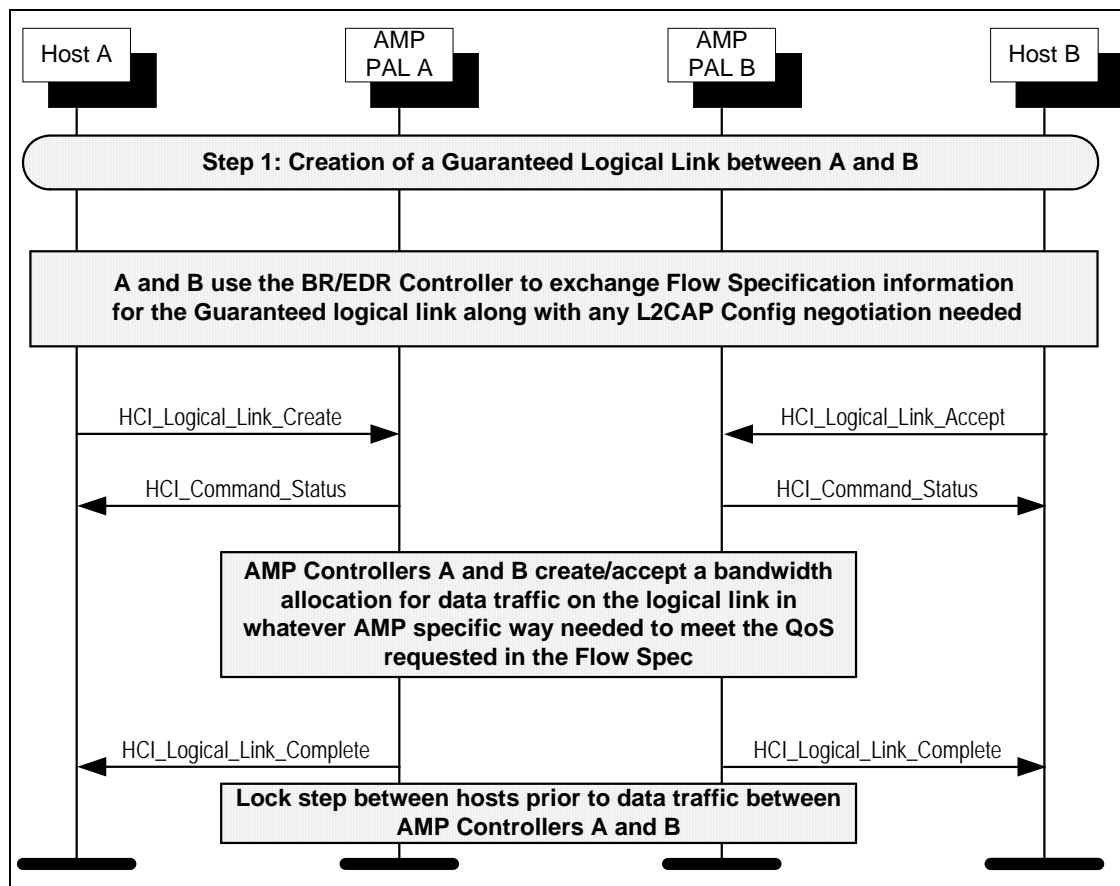 Host A
AMP
PAL A
AMP
PAL B
Host B
Step 1: Creation of a Guaranteed Logical Link between A and B
A and B use the BR/EDR Controller to exchange Flow Specification information
for the Guaranteed logical link along with any L2CAP Config negotiation needed
HCI_Logical_Link_Create
HCI_Logical_Link_Accept
HCI_Command_Status
HCI_Command_Status
AMP Controllers A and B create/accept a bandwidth
allocation for data traffic on the logical link in
whatever AMP specific way needed to meet the QoS
requested in the Flow Spec
HCI_Logical_Link_Complete
HCI_Logical_Link_Complete
Lock step between hosts prior to data traffic between
AMP Controllers A and B